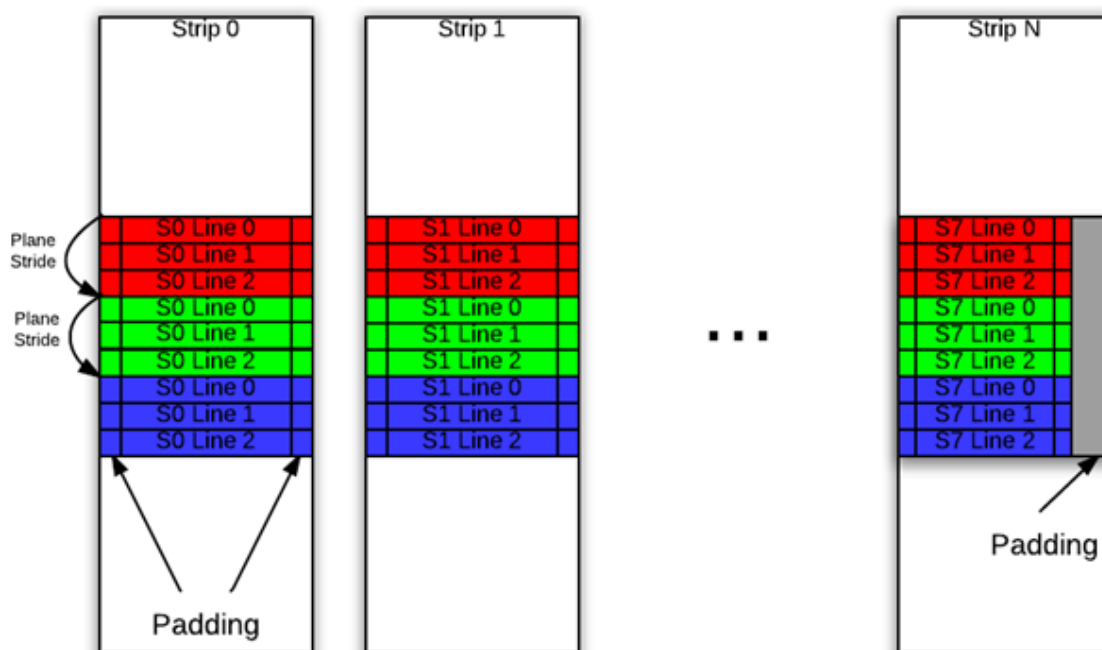 Strip 0
Strip 1
Strip N
Plane
Stride
Plane
Stride
S0 Line 0
S0 Line 1
S0 Line 2
S0 Line 0
S0 Line 1
S0 Line 2
S0 Line 0
S0 Line 1
S0 Line 2
S1 Line 0
S1 Line 1
S1 Line 2
S1 Line 0
S1 Line 1
S1 Line 2
S1 Line 0
S1 Line 1
S1 Line 2
...
S7 Line 0
S7 Line 1
S7 Line 2
S7 Line 0
S7 Line 1
S7 Line 2
S7 Line 0
S7 Line 1
S7 Line 2
Padding
Padding